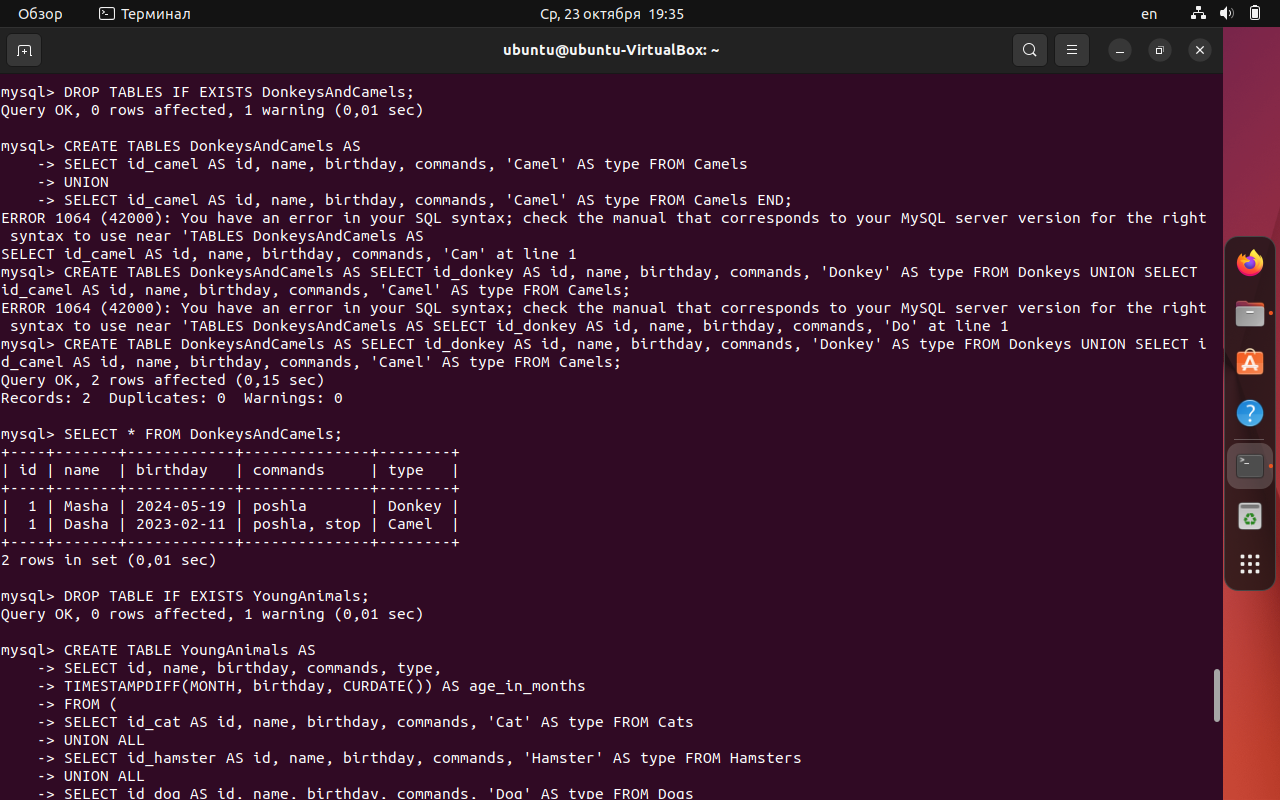 Обзор Терминал Ср, 23 октября 19:35 en
ubuntu@ubuntu-VirtualBox: ~
mysql> DROP TABLES IF EXISTS DonkeysAndCamels;
Query OK, 0 rows affected, 1 warning (0,01 sec)
mysql> CREATE TABLES DonkeysAndCamels AS
    -> SELECT id_camel AS id, name, birthday, commands, 'Camel' AS type FROM Camels
    -> UNION
    -> SELECT id_camel AS id, name, birthday, commands, 'Camel' AS type FROM Camels END;
ERROR 1064 (42000): You have an error in your SQL syntax; check the manual that corresponds to your MySQL server version for the right
 syntax to use near 'TABLES DonkeysAndCamels AS
SELECT id_camel AS id, name, birthday, commands, 'Cam' at line 1
mysql> CREATE TABLES DonkeysAndCamels AS SELECT id_donkey AS id, name, birthday, commands, 'Donkey' AS type FROM Donkeys UNION SELECT
id_camel AS id, name, birthday, commands, 'Camel' AS type FROM Camels;
ERROR 1064 (42000): You have an error in your SQL syntax; check the manual that corresponds to your MySQL server version for the right
 syntax to use near 'TABLES DonkeysAndCamels AS SELECT id_donkey AS id, name, birthday, commands, 'Do' at line 1
mysql> CREATE TABLE DonkeysAndCamels AS SELECT id_donkey AS id, name, birthday, commands, 'Donkey' AS type FROM Donkeys UNION SELECT i
d_camel AS id, name, birthday, commands, 'Camel' AS type FROM Camels;
Query OK, 2 rows affected (0,15 sec)
Records: 2  Duplicates: 0  Warnings: 0
mysql> SELECT * FROM DonkeysAndCamels;
+----+-------+------------+--------------+--------+
| id | name  | birthday   | commands     | type   |
+----+-------+------------+--------------+--------+
|  1 | Masha | 2024-05-19 | poshla       | Donkey |
|  1 | Dasha | 2023-02-11 | poshla, stop | Camel  |
+----+-------+------------+--------------+--------+
2 rows in set (0,01 sec)
mysql> DROP TABLE IF EXISTS YoungAnimals;
Query OK, 0 rows affected, 1 warning (0,01 sec)
mysql> CREATE TABLE YoungAnimals AS
    -> SELECT id, name, birthday, commands, type,
    -> TIMESTAMPDIFF(MONTH, birthday, CURDATE()) AS age_in_months
    -> FROM (
    -> SELECT id_cat AS id, name, birthday, commands, 'Cat' AS type FROM Cats
    -> UNION ALL
    -> SELECT id_hamster AS id, name, birthday, commands, 'Hamster' AS type FROM Hamsters
    -> UNION ALL
    -> SELECT id_dog AS id, name, birthday, commands, 'Dog' AS type FROM Dogs